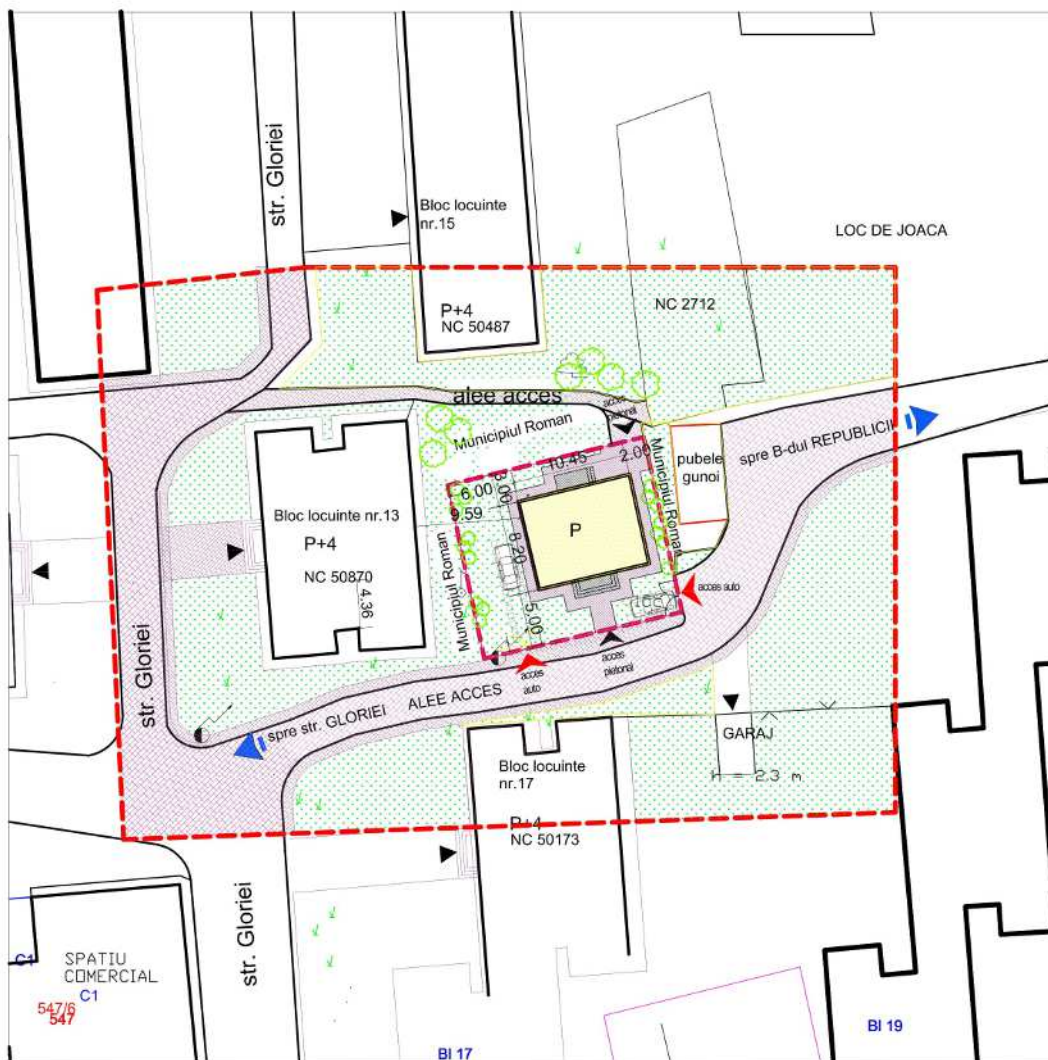 str. Gloriei
Bloc locuinte
nr.15
LOC DE JOACA
P+4
NC 50487
NC 2712
alee acces
acces
pietonal
Municipiul Roman
spre B-dul REPUBLICII
10.45
2.00
Municipiul Roman
pubele
gunoi
6.00
3.00
9.59
Bloc locuinte nr.13
P+4
NC 50870
4.36
Municipiul Roman
8.20
P
5.00
acces auto
acces
auto
acces
pietonal
str. Gloriei
spre str. GLORIEI
ALEE ACCES
GARAJ
h = 2.3 m
Bloc locuinte
nr.17
P+4
NC 50173
str. Gloriei
C1
SPATIU
COMERCIAL
C1
547/6
547
Bl 17
Bl 19